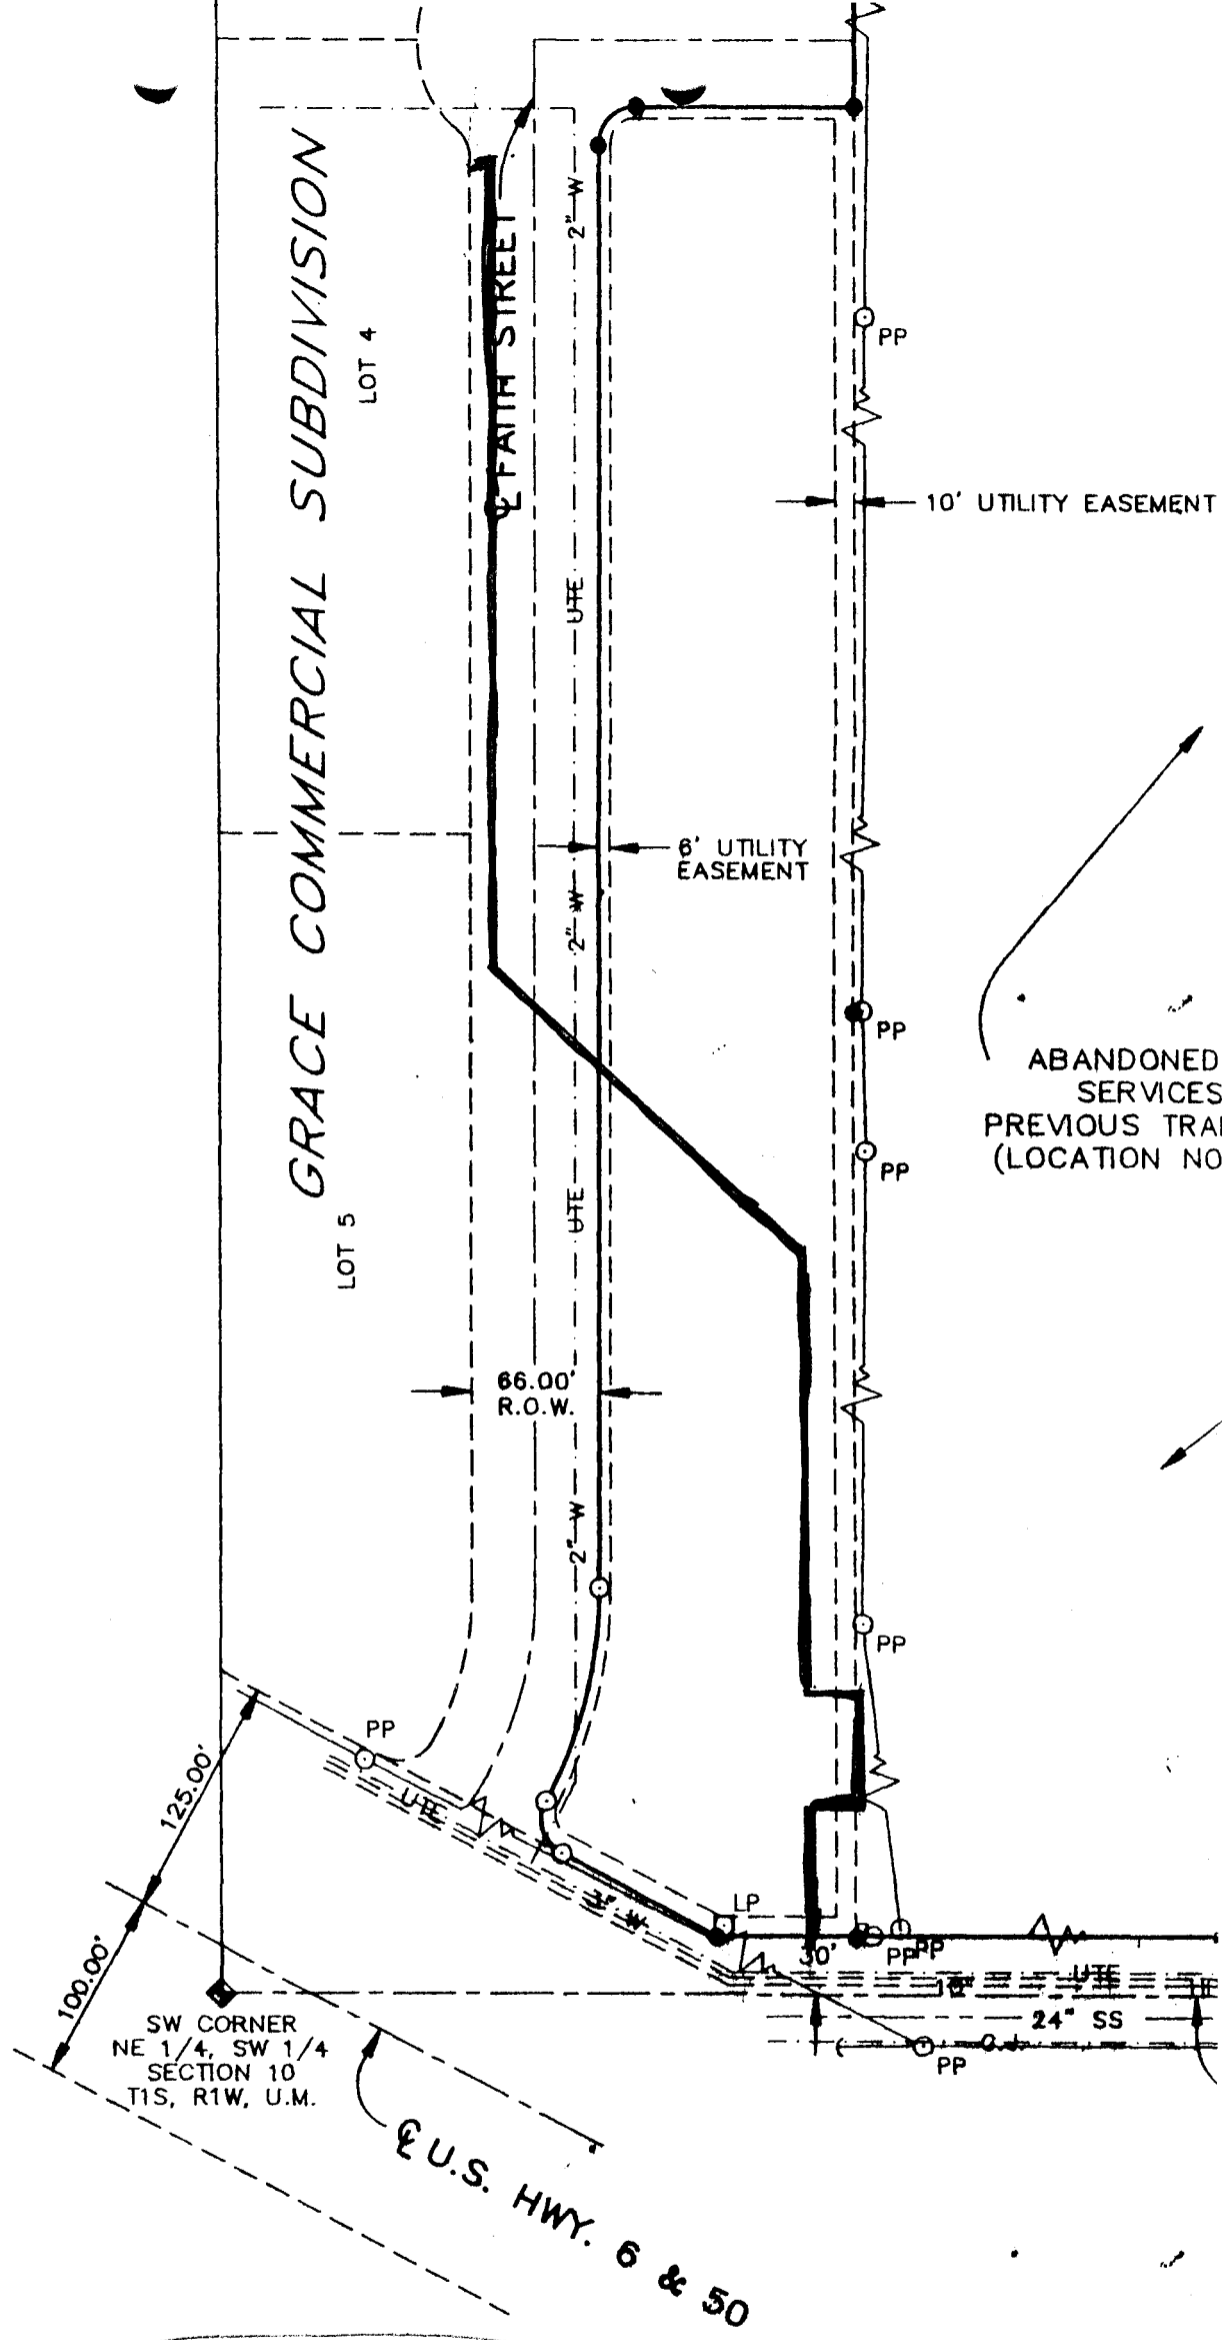 GRACE COMMERCIAL SUBDIVISION
LOT 4
℄ FAITH STREET
2" W
PP
10' UTILITY EASEMENT
UTE
6' UTILITY
EASEMENT
2" W
PP
ABANDONED
SERVICES
PREVIOUS
(LOCATION
PP
LOT 5
UTE
66.00'
R.O.W.
2" W
PP
PP
125.00'
UTE
3" W
LP
30'
PP
PP
100.00'
UTE
24" SS
PP
SW CORNER
NE 1/4, SW 1/4
SECTION 10
T1S, R1W, U.M.
℄ U.S. HWY. 6 & 50